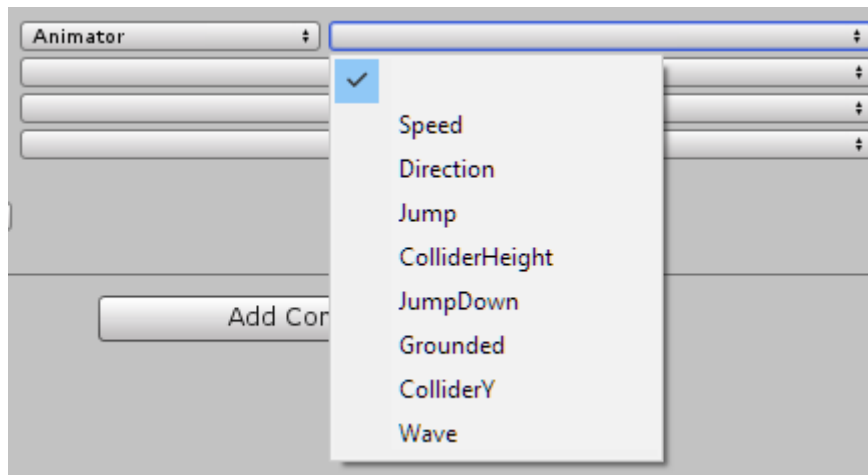 Animator
Speed
Direction
Jump
ColliderHeight
JumpDown
Grounded
ColliderY
Wave
Add Con